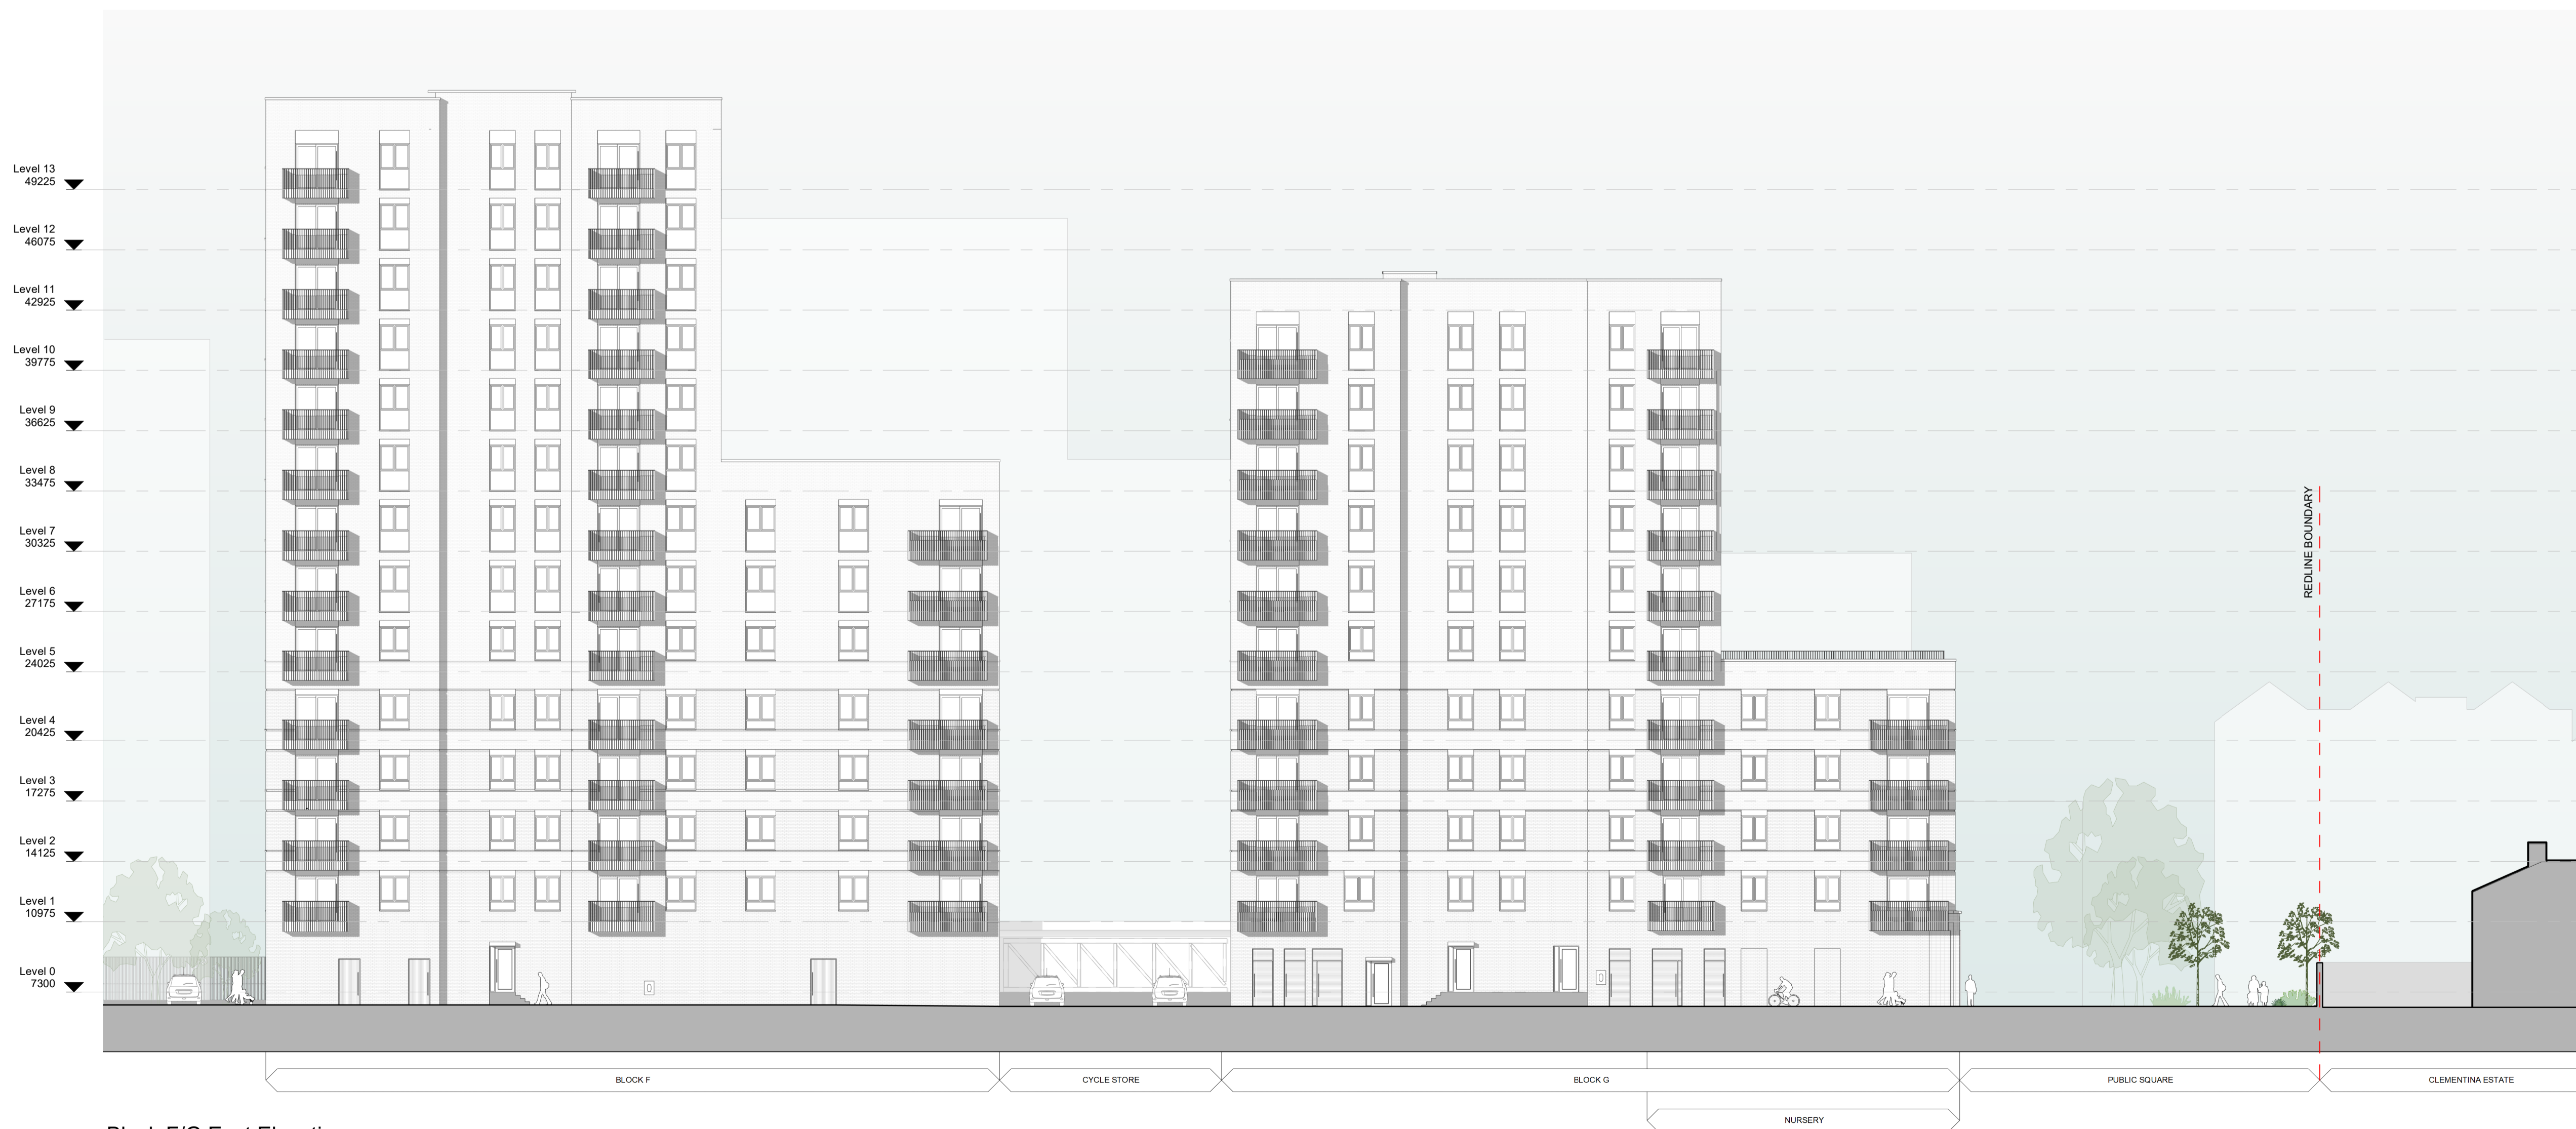 Level 13
49225
Level 12
46075
Level 11
42925
Level 10
39775
Level 9
36625
Level 8
33475
Level 7
30325
Level 6
27175
Level 5
24025
Level 4
20425
Level 3
17275
Level 2
14125
Level 1
10975
Level 0
7300
REDLINE BOUNDARY
BLOCK F
CYCLE STORE
BLOCK G
PUBLIC SQUARE
CLEMENTINA ESTATE
NURSERY